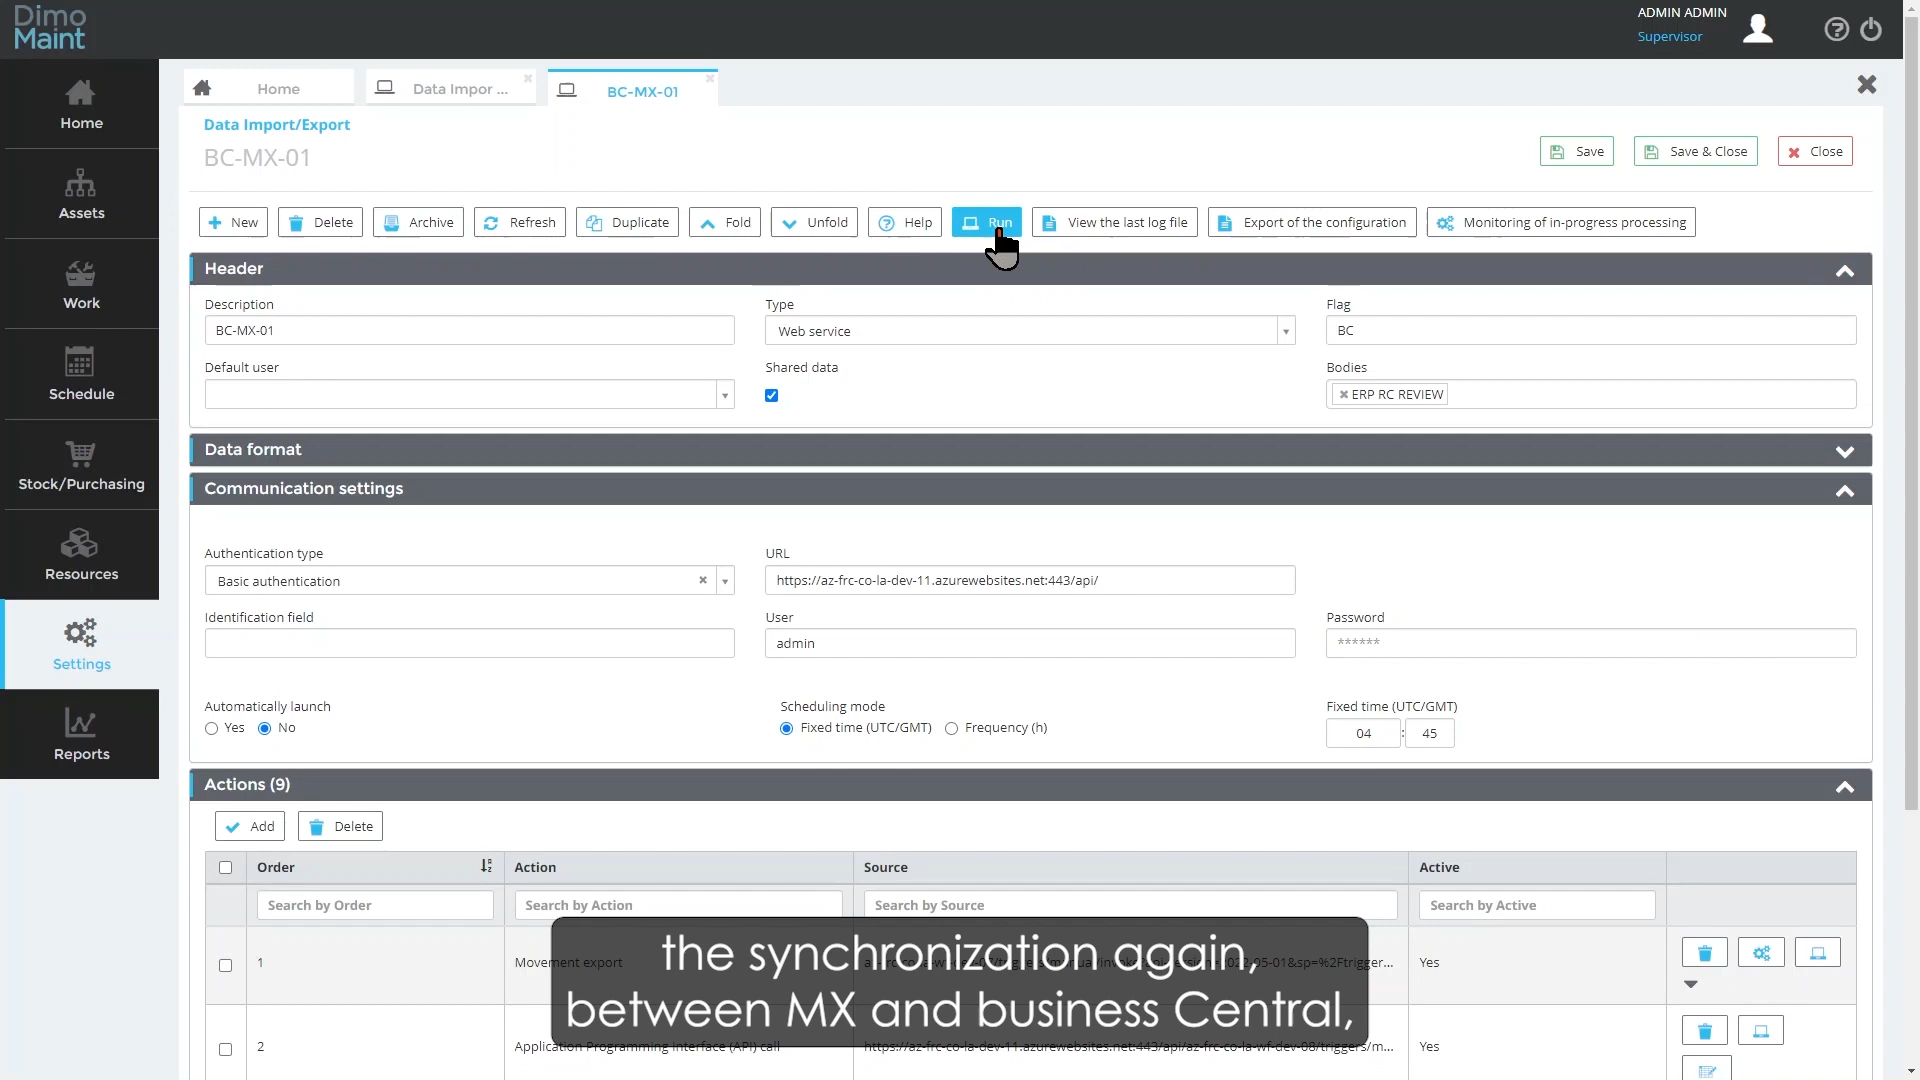 Dimo
Maint
ADMIN ADMIN
Supervisor
Home
Data Impor ...
BC-MX-01
Data Import/Export
BC-MX-01
Save
Save & Close
Close
New
Delete
Archive
Refresh
Duplicate
Fold
Unfold
Help
Run
View the last log file
Export of the configuration
Monitoring of in-progress processing
Home
Assets
Work
Schedule
Stock/Purchasing
Resources
Settings
Reports
Header
Description
Type
Flag
BC-MX-01
Web service
BC
Default user
Shared data
Bodies
ERP RC REVIEW
Data format
Communication settings
Authentication type
URL
Basic authentication
https://az-frc-co-la-dev-11.azurewebsites.net:443/api/
Identification field
User
Password
admin
******
Automatically launch
Scheduling mode
Fixed time (UTC/GMT)
Yes
No
Fixed time (UTC/GMT)
Frequency (h)
04 : 45
Actions (9)
Add
Delete
Order
Action
Source
Active
Search by Order
Search by Action
Search by Source
Search by Active
1
Movement export
Yes
2
Application Programming Interface (API) call
https://az-frc-co-la-dev-11.azurewebsites.net:443/api/az-frc-co-la-wf-dev-08/triggers/m...
Yes
the synchronization again,
between MX and business Central,